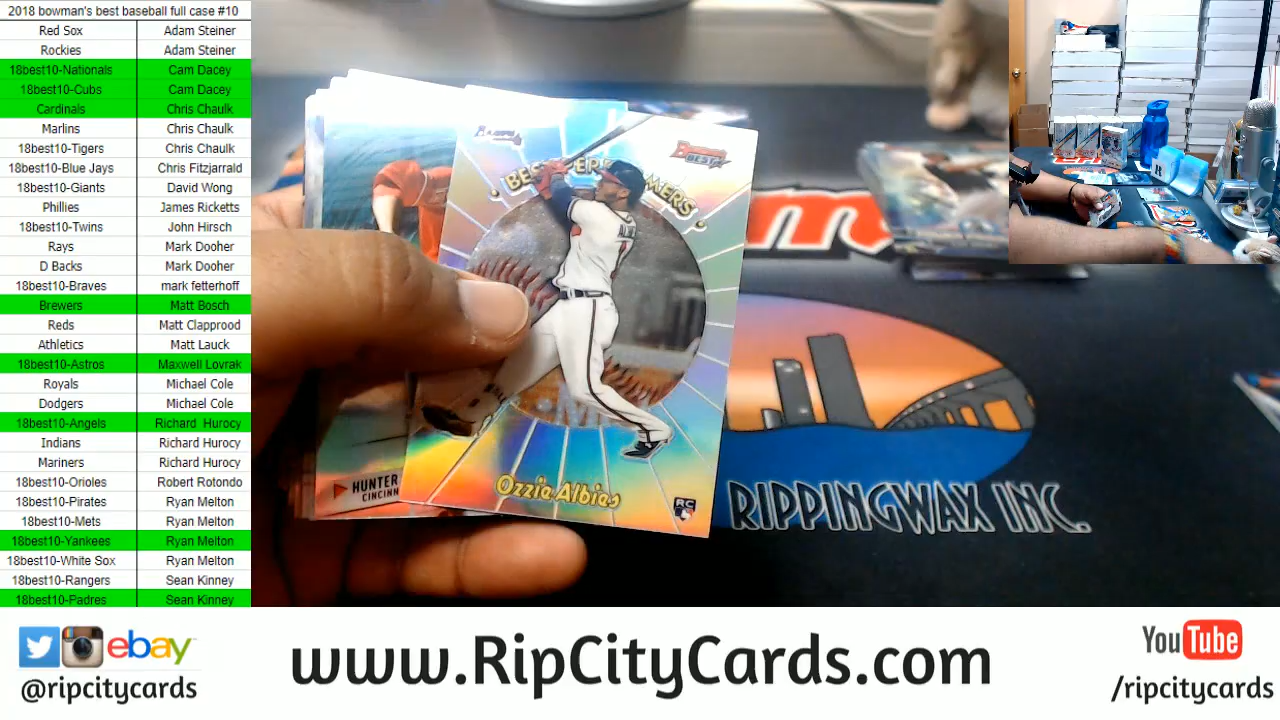 2018 bowman's best baseball full case #10
Red Sox Adam Steiner
Rockies Adam Steiner
18best10-Nationals Cam Dacey
18best10-Cubs Cam Dacey
Cardinals Chris Chaulk
Marlins Chris Chaulk
18best10-Tigers Chris Chaulk
18best10-Blue Jays Chris Fitzjarrald
18best10-Giants David Wong
Phillies James Ricketts
18best10-Twins John Hirsch
Rays Mark Dooher
D Backs Mark Dooher
18best10-Braves mark fetterhoff
Brewers Matt Bosch
Reds Matt Clapprood
Athletics Matt Lauck
18best10-Astros Maxwell Lovrak
Royals Michael Cole
Dodgers Michael Cole
18best10-Angels Richard Hurocy
Indians Richard Hurocy
Mariners Richard Hurocy
18best10-Orioles Robert Rotondo
18best10-Pirates Ryan Melton
18best10-Mets Ryan Melton
18best10-Yankees Ryan Melton
18best10-White Sox Ryan Melton
18best10-Rangers Sean Kinney
18best10-Padres Sean Kinney
Bowman's
BEST
Ozzie Albies
RC
HUNTER
CINCINN
RIPPINGWAX INC.
ebay
@ripcitycards
www.RipCityCards.com
YouTube
/ripcitycards